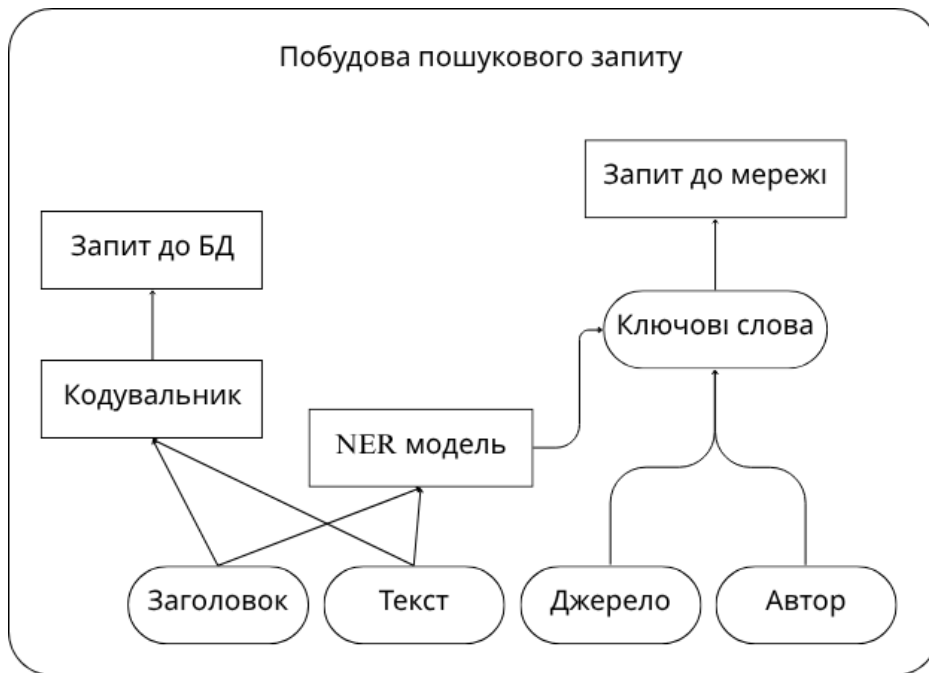 Побудова пошукового запиту
Запит до мережі
Запит до БД
Ключові слова
Кодувальник
NER модель
Заголовок
Текст
Джерело
Автор